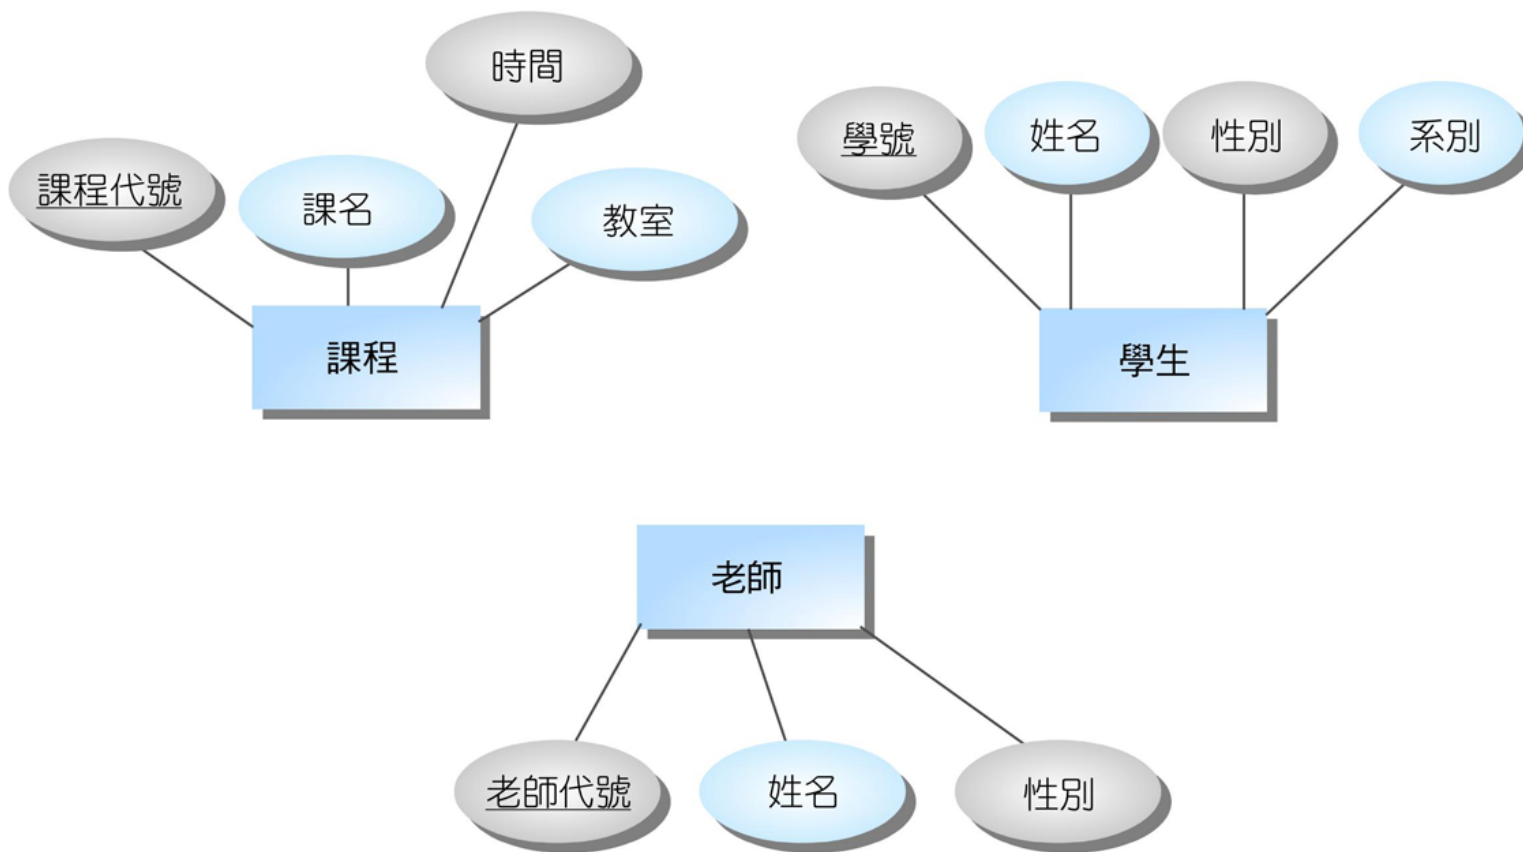 時間
學號
姓名
性別
系別
課程代號
課名
教室
課程
學生
老師
老師代號
姓名
性別